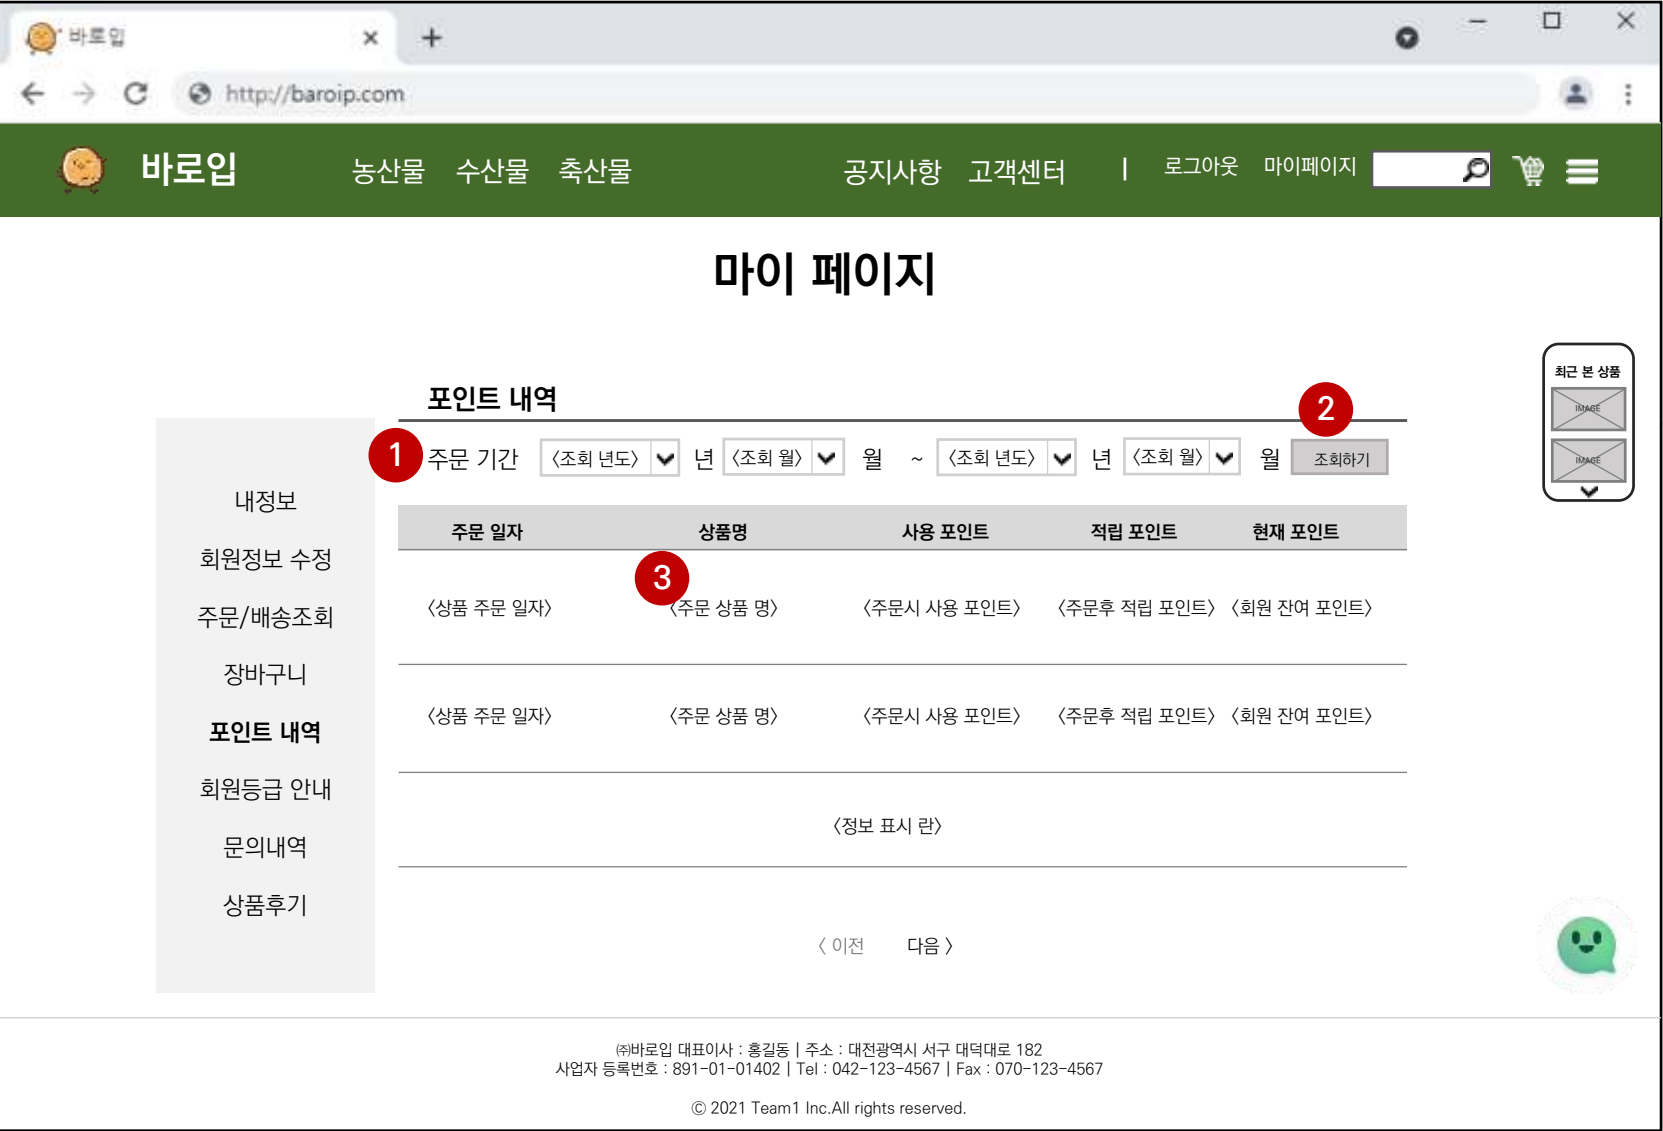 바로입
http://baroip.com
바로입 농산물 수산물 축산물 공지사항 고객센터 | 로그아웃 마이페이지
마이 페이지
최근 본 상품
IMAGE
IMAGE
내정보
회원정보 수정
주문/배송조회
장바구니
포인트 내역
회원등급 안내
문의내역
상품후기
포인트 내역
2
1 주문 기간 〈조회 년도〉 년 〈조회 월〉 월 ~ 〈조회 년도〉 년 〈조회 월〉 월 조회하기
주문 일자 상품명 사용 포인트 적립 포인트 현재 포인트
3
〈상품 주문 일자〉 〈주문 상품 명〉 〈주문시 사용 포인트〉 〈주문후 적립 포인트〉 〈회원 잔여 포인트〉
〈상품 주문 일자〉 〈주문 상품 명〉 〈주문시 사용 포인트〉 〈주문후 적립 포인트〉 〈회원 잔여 포인트〉
〈정보 표시 란〉
〈 이전 다음 〉
㈜바로입 대표이사 : 홍길동 | 주소 : 대전광역시 서구 대덕대로 182
사업자 등록번호 : 891-01-01402 | Tel : 042-123-4567 | Fax : 070-123-4567
ⓒ 2021 Team1 Inc.All rights reserved.